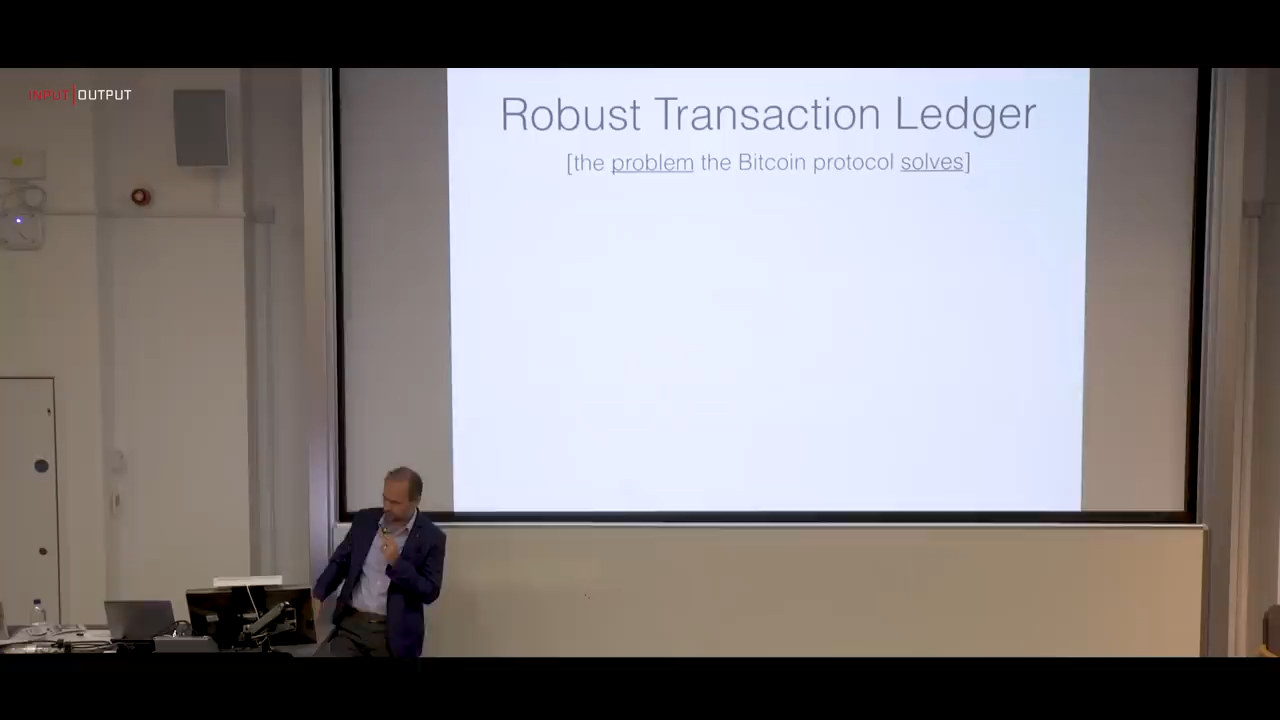 INPUT|OUTPUT
Robust Transaction Ledger
[the problem the Bitcoin protocol solves]